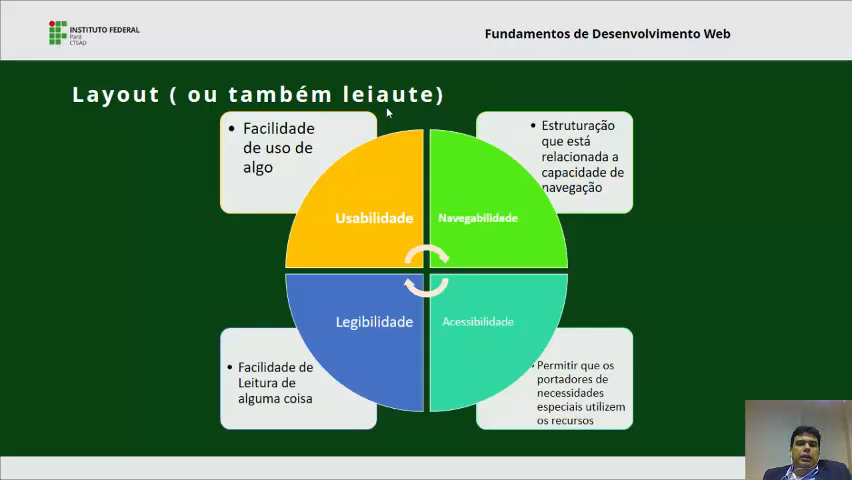 INSTITUTO FEDERAL
Pará
CTEAD
Fundamentos de Desenvolvimento Web
Layout ( ou também leiaute)
• Facilidade
de uso de
algo
• Estruturação
que está
relacionada a
capacidade de
navegação
Usabilidade
Navegabilidade
Legibilidade
Acessibilidade
• Facilidade de
Leitura de
alguma coisa
• Permitir que os
portadores de
necessidades
especiais utilizem
os recursos